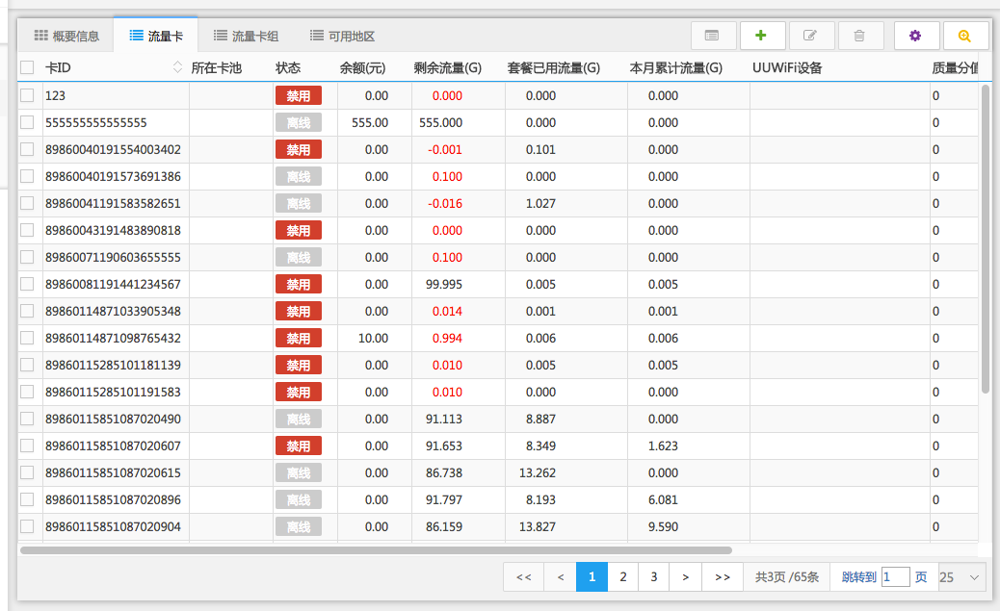 概要信息 流量卡 流量卡组 可用地区
卡ID 所在卡池 状态 余额(元) 剩余流量(G) 套餐已用流量(G) 本月累计流量(G) UUWiFi设备 质量分值
123 禁用 0.00 0.000 0.000 0.000 0
555555555555555 离线 555.00 555.000 0.000 0.000 0
89860040191554003402 禁用 0.00 -0.001 0.101 0.000 0
89860040191573691386 离线 0.00 0.100 0.000 0.000 0
89860041191583582651 离线 0.00 -0.016 1.027 0.000 0
89860043191483890818 禁用 0.00 0.000 0.000 0.000 0
89860071190603655555 离线 0.00 0.100 0.000 0.000 0
89860081191441234567 禁用 0.00 99.995 0.005 0.005 0
89860114871033905348 禁用 0.00 0.014 0.001 0.001 0
89860114871098765432 禁用 10.00 0.994 0.006 0.006 0
89860115285101181139 禁用 0.00 0.010 0.005 0.005 0
89860115285101191583 禁用 0.00 0.010 0.000 0.000 0
89860115851087020490 离线 0.00 91.113 8.887 0.000 0
89860115851087020607 禁用 0.00 91.653 8.349 1.623 0
89860115851087020615 离线 0.00 86.738 13.262 0.000 0
89860115851087020896 离线 0.00 91.797 8.193 6.081 0
89860115851087020904 离线 0.00 86.159 13.827 9.590 0
<< < 1 2 3 > >> 共3页 /65条 跳转到 1 页 25